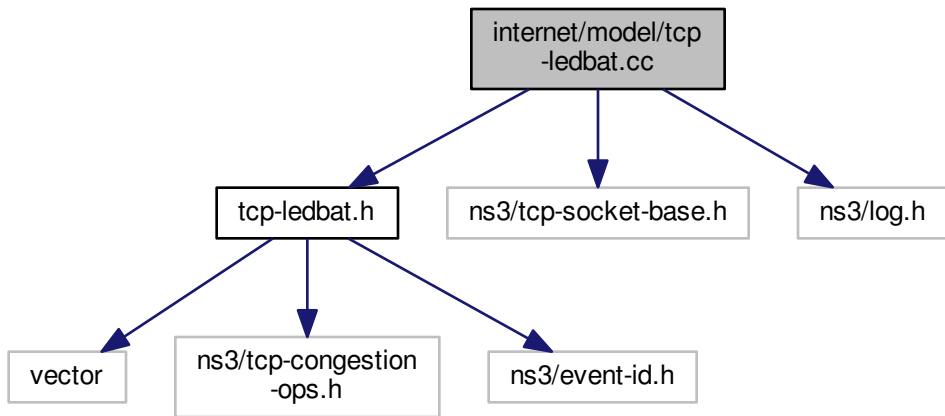 internet/model/tcp
-ledbat.cc
tcp-ledbat.h
ns3/tcp-socket-base.h
ns3/log.h
vector
ns3/tcp-congestion
-ops.h
ns3/event-id.h